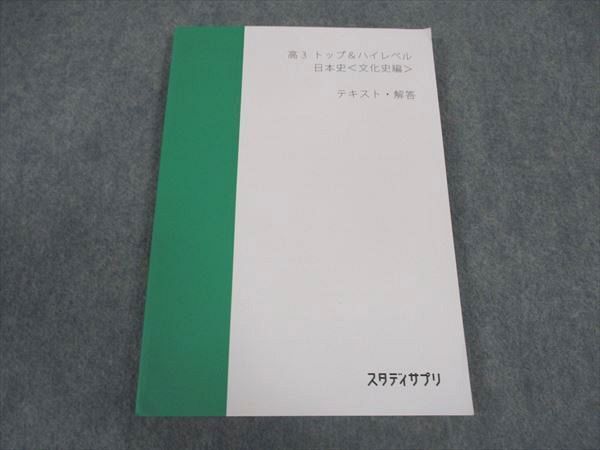 高3 トップ&ハイレベル
日本史<文化史編>
テキスト・解答
スタディサプリ